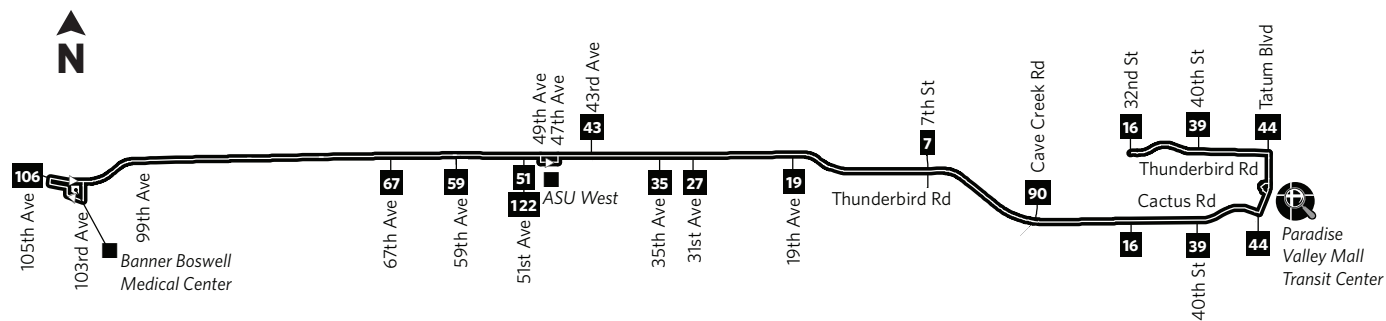 N
106
105th Ave
103rd Ave
99th Ave
Banner Boswell
Medical Center
67
67th Ave
59
59th Ave
51
122
51st Ave
49th Ave
47th Ave
ASU West
43rd Ave
43
35
35th Ave
27
31st Ave
19
19th Ave
7th St
7
Thunderbird Rd
Cave Creek Rd
90
32nd St
16
40th St
39
Tatum Blvd
44
Thunderbird Rd
Cactus Rd
16
39
40th St
44
Paradise
Valley Mall
Transit Center